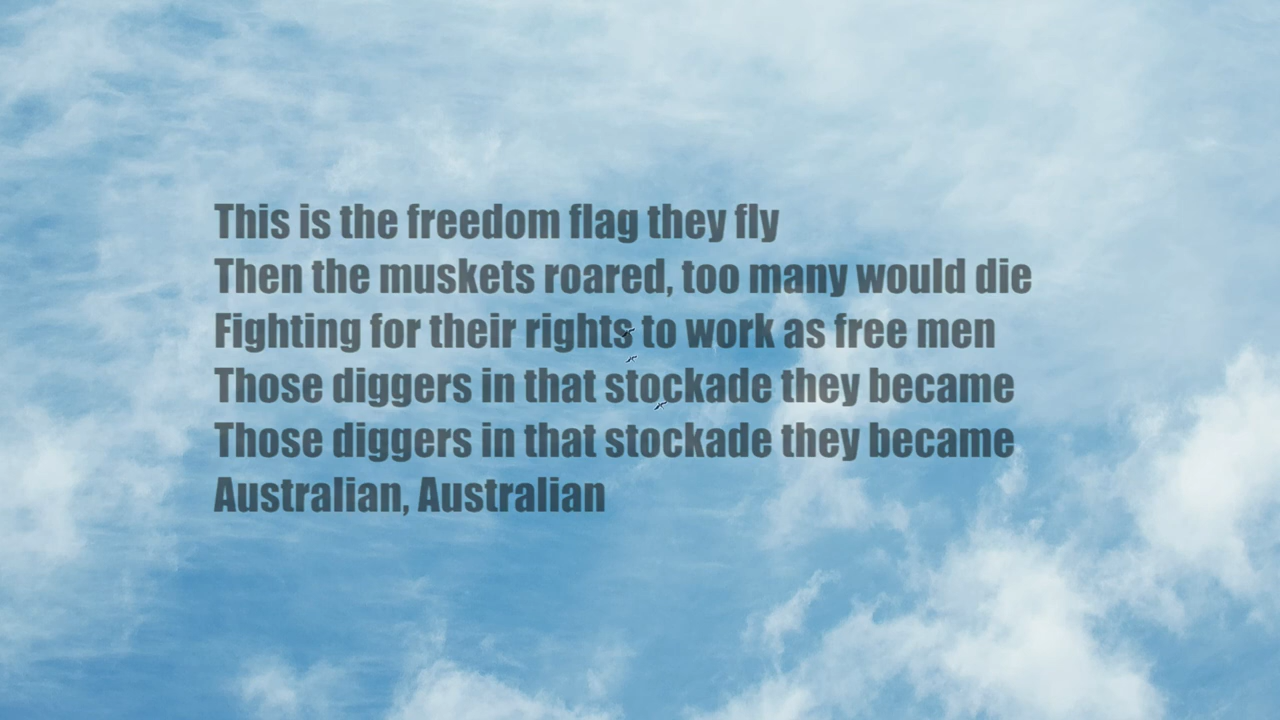 This is the freedom flag they fly
Then the muskets roared, too many would die
Fighting for their rights to work as free men
Those diggers in that stockade they became
Those diggers in that stockade they became
Australian, Australian